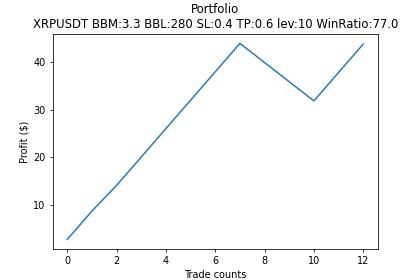 Portfolio
XRPUSDT BBM:3.3 BBL:280 SL:0.4 TP:0.6 lev:10 WinRatio:77.0
40
30
20
10
Profit ($)
0 2 4 6 8 10 12
Trade counts